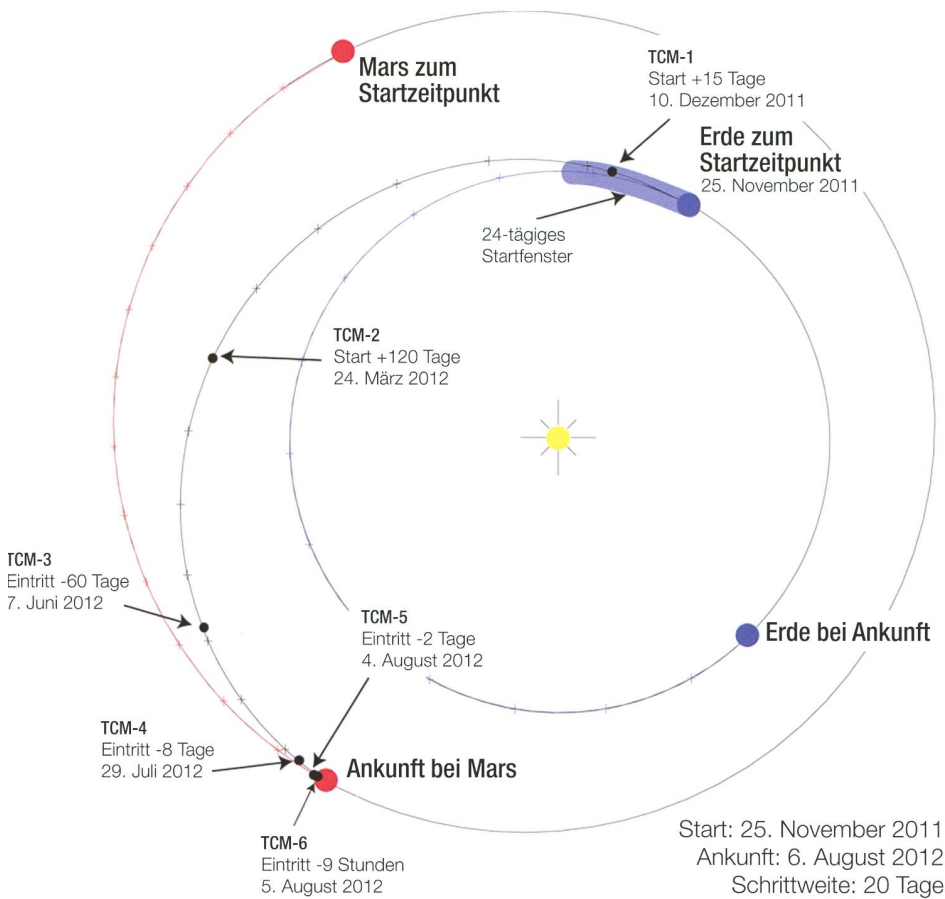 Mars zum
Startzeitpunkt
TCM-1
Start +15 Tage
10. Dezember 2011
Erde zum
Startzeitpunkt
25. November 2011
24-tägiges
Startfenster
TCM-2
Start +120 Tage
24. März 2012
TCM-3
Eintritt -60 Tage
7. Juni 2012
TCM-5
Eintritt -2 Tage
4. August 2012
Erde bei Ankunft
TCM-4
Eintritt -8 Tage
29. Juli 2012
Ankunft bei Mars
TCM-6
Eintritt -9 Stunden
5. August 2012
Start: 25. November 2011
Ankunft: 6. August 2012
Schrittweite: 20 Tage